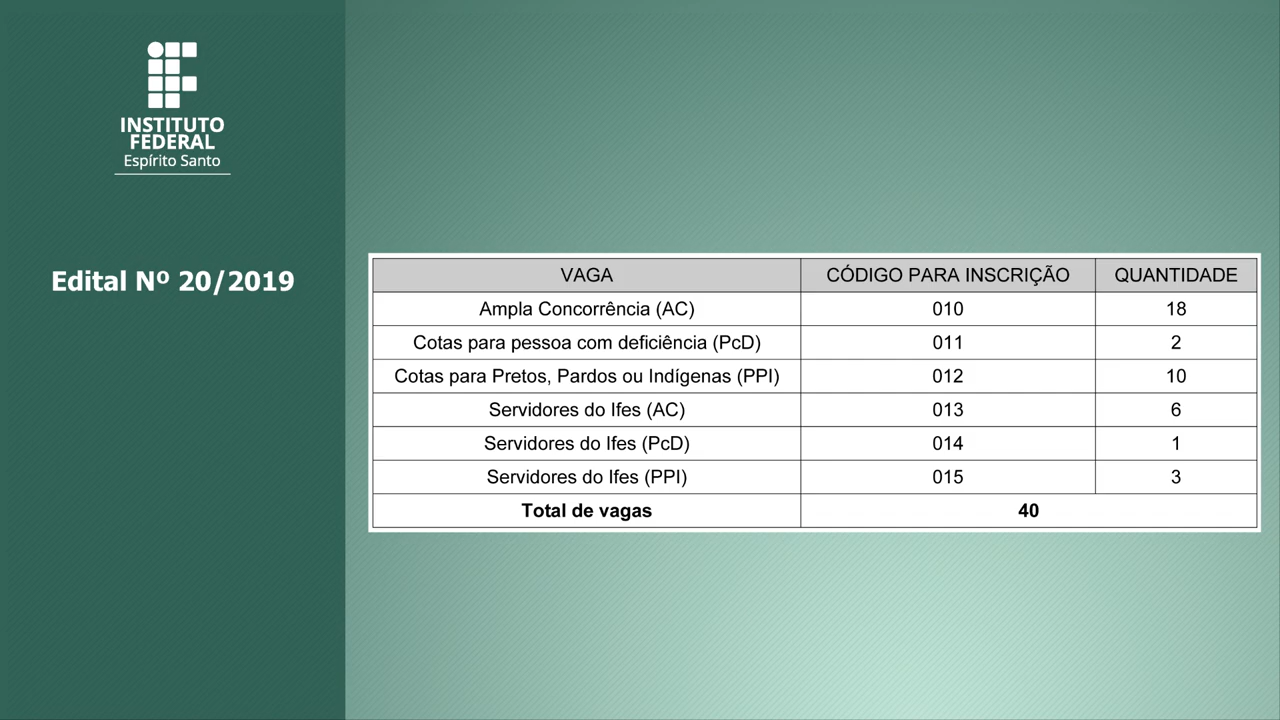 INSTITUTO
FEDERAL
Espírito Santo
Edital Nº 20/2019
VAGA CÓDIGO PARA INSCRIÇÃO QUANTIDADE
Ampla Concorrência (AC) 010 18
Cotas para pessoa com deficiência (PcD) 011 2
Cotas para Pretos, Pardos ou Indígenas (PPI) 012 10
Servidores do Ifes (AC) 013 6
Servidores do Ifes (PcD) 014 1
Servidores do Ifes (PPI) 015 3
Total de vagas 40